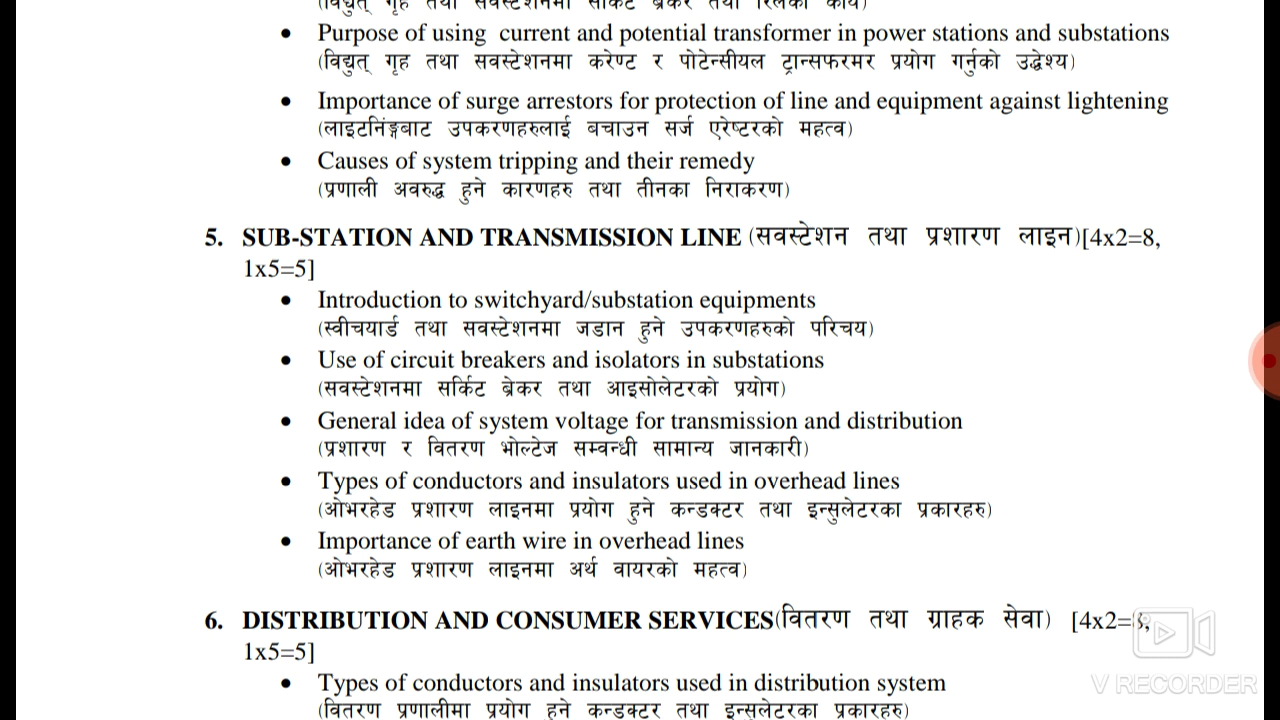 (विद्युत् गृह तथा सवस्टेशनमा सर्किट ब्रेकर तथा रिलेको कार्य)
• Purpose of using current and potential transformer in power stations and substations
(विद्युत् गृह तथा सवस्टेशनमा करेण्ट र पोटेन्सीयल ट्रान्सफरमर प्रयोग गर्नुको उद्धेश्य)
• Importance of surge arrestors for protection of line and equipment against lightening
(लाइटनिंङ्गबाट उपकरणहरुलाई बचाउन सर्ज एरेष्टरको महत्व)
• Causes of system tripping and their remedy
(प्रणाली अवरुद्ध हुने कारणहरु तथा तीनका निराकरण)
5. SUB-STATION AND TRANSMISSION LINE (सवस्टेशन तथा प्रशारण लाइन)[4x2=8,
1x5=5]
• Introduction to switchyard/substation equipments
(स्वीचयार्ड तथा सवस्टेशनमा जडान हुने उपकरणहरुको परिचय)
• Use of circuit breakers and isolators in substations
(सवस्टेशनमा सर्किट ब्रेकर तथा आइसोलेटरको प्रयोग)
• General idea of system voltage for transmission and distribution
(प्रशारण र वितरण भोल्टेज सम्वन्धी सामान्य जानकारी)
• Types of conductors and insulators used in overhead lines
(ओभरहेड प्रशारण लाइनमा प्रयोग हुने कन्डक्टर तथा इन्सुलेटरका प्रकारहरु)
• Importance of earth wire in overhead lines
(ओभरहेड प्रशारण लाइनमा अर्थ वायरको महत्व)
6. DISTRIBUTION AND CONSUMER SERVICES(वितरण तथा ग्राहक सेवा) [4x2=8,
1x5=5]
• Types of conductors and insulators used in distribution system
(वितरण प्रणालीमा प्रयोग हुने कन्डक्टर तथा इन्सुलेटरका प्रकारहरु)
V RECORDER